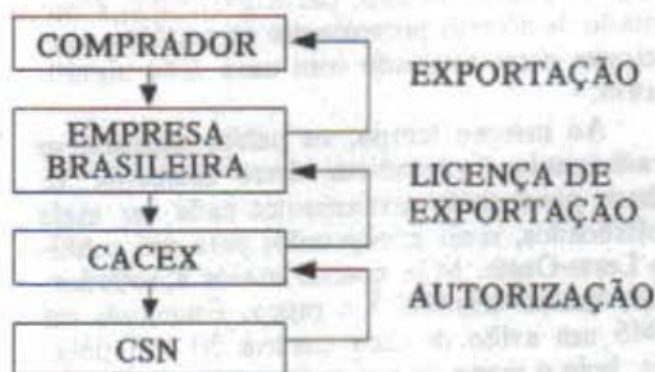 COMPRADOR
EXPORTAÇÃO
EMPRESA
BRASILEIRA
LICENÇA DE
EXPORTAÇÃO
CACEX
AUTORIZAÇÃO
CSN